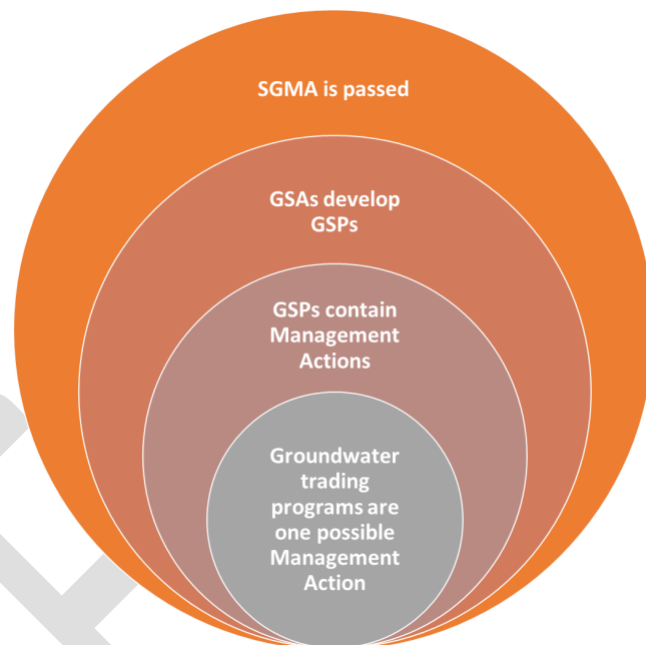 SGMA is passed
GSAs develop
GSPs
GSPs contain
Management
Actions
Groundwater
trading
programs are
one possible
Management
Action